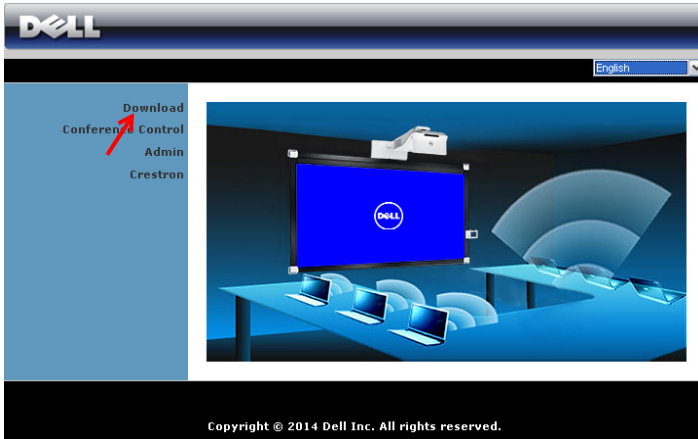 DELL
English
Download
Conference Control
Admin
Crestron
DELL
Copyright © 2014 Dell Inc. All rights reserved.